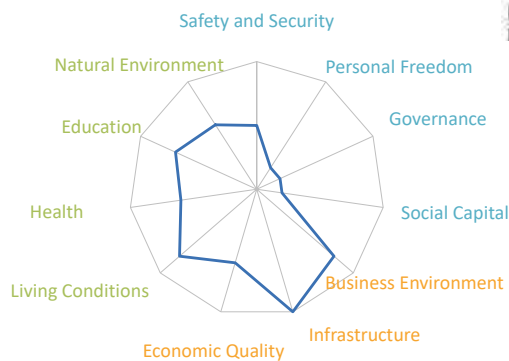 Safety and Security
Natural Environment
Personal Freedom
Education
Governance
Health
Social Capital
Living Conditions
Business Environment
Economic Quality
Infrastructure